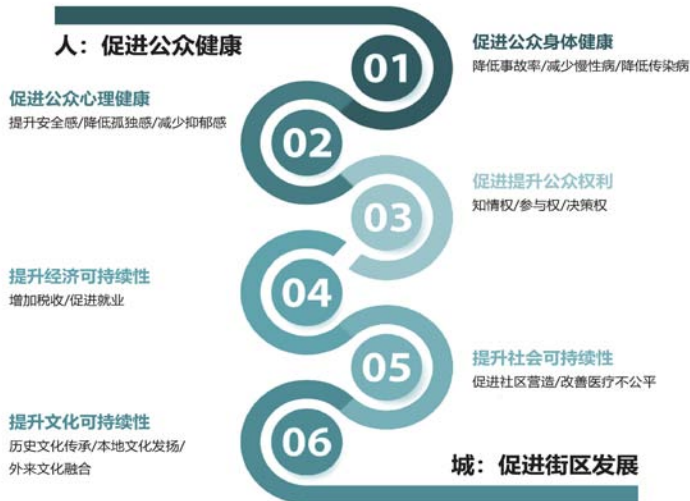 人：促进公众健康
01
促进公众身体健康
降低事故率/减少慢性病/降低传染病
促进公众心理健康
提升安全感/降低孤独感/减少抑郁感
02
03
促进提升公众权利
知情权/参与权/决策权
提升经济可持续性
增加税收/促进就业
04
05
提升社会可持续性
促进社区营造/改善医疗不公平
提升文化可持续性
历史文化传承/本地文化发扬/
外来文化融合
06
城：促进街区发展